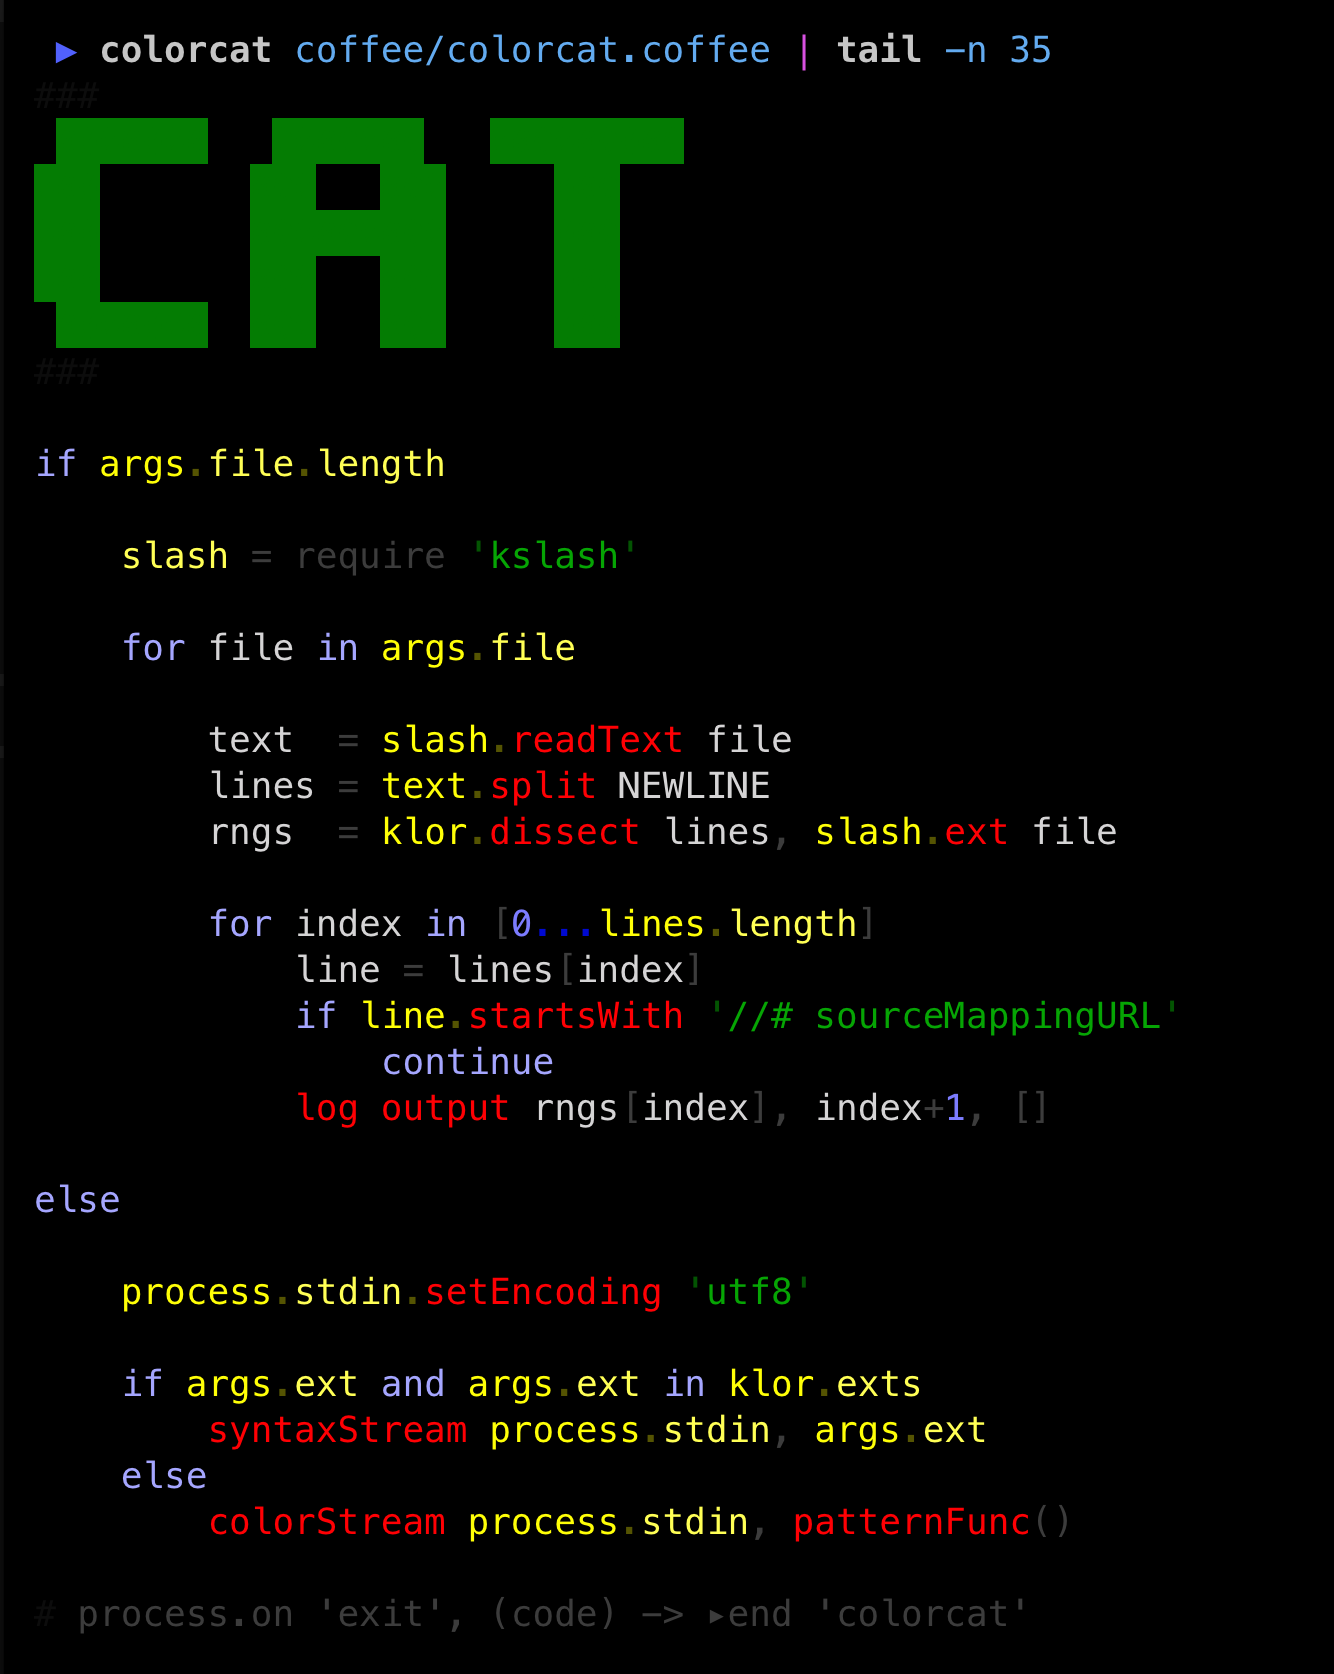 ▶ colorcat coffee/colorcat.coffee | tail -n 35
###
CAT
###
if args.file.length
slash = require 'kslash'
for file in args.file
text  = slash.readText file
lines = text.split NEWLINE
rngs  = klor.dissect lines, slash.ext file
for index in [0...lines.length]
line = lines[index]
if line.startsWith '//# sourceMappingURL'
continue
log output rngs[index], index+1, []
else
process.stdin.setEncoding 'utf8'
if args.ext and args.ext in klor.exts
syntaxStream process.stdin, args.ext
else
colorStream process.stdin, patternFunc()
# process.on 'exit', (code) -> ▸end 'colorcat'